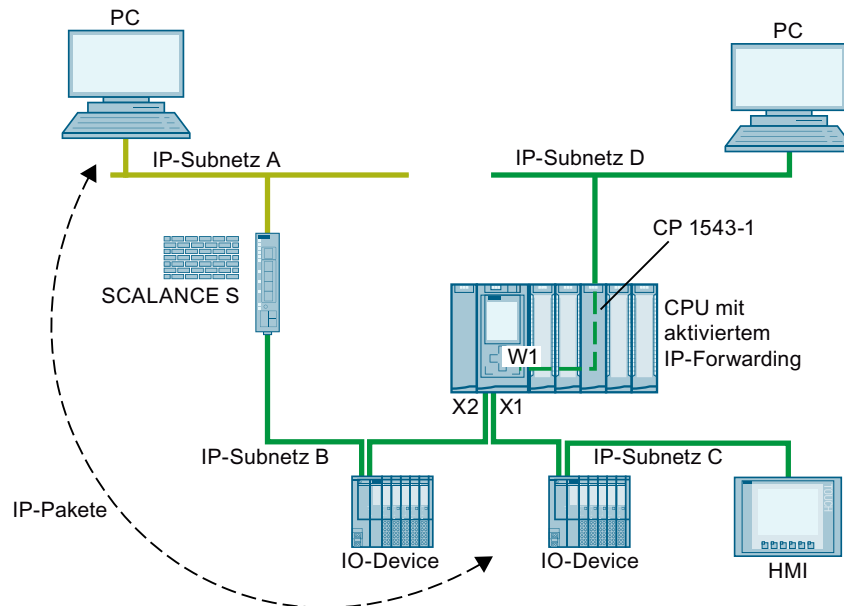 PC
PC
IP-Subnetz A
IP-Subnetz D
CP 1543-1
SCALANCE S
CPU mit
aktiviertem
IP-Forwarding
W1
X2
X1
IP-Subnetz B
IP-Subnetz C
IP-Pakete
IO-Device
IO-Device
HMI